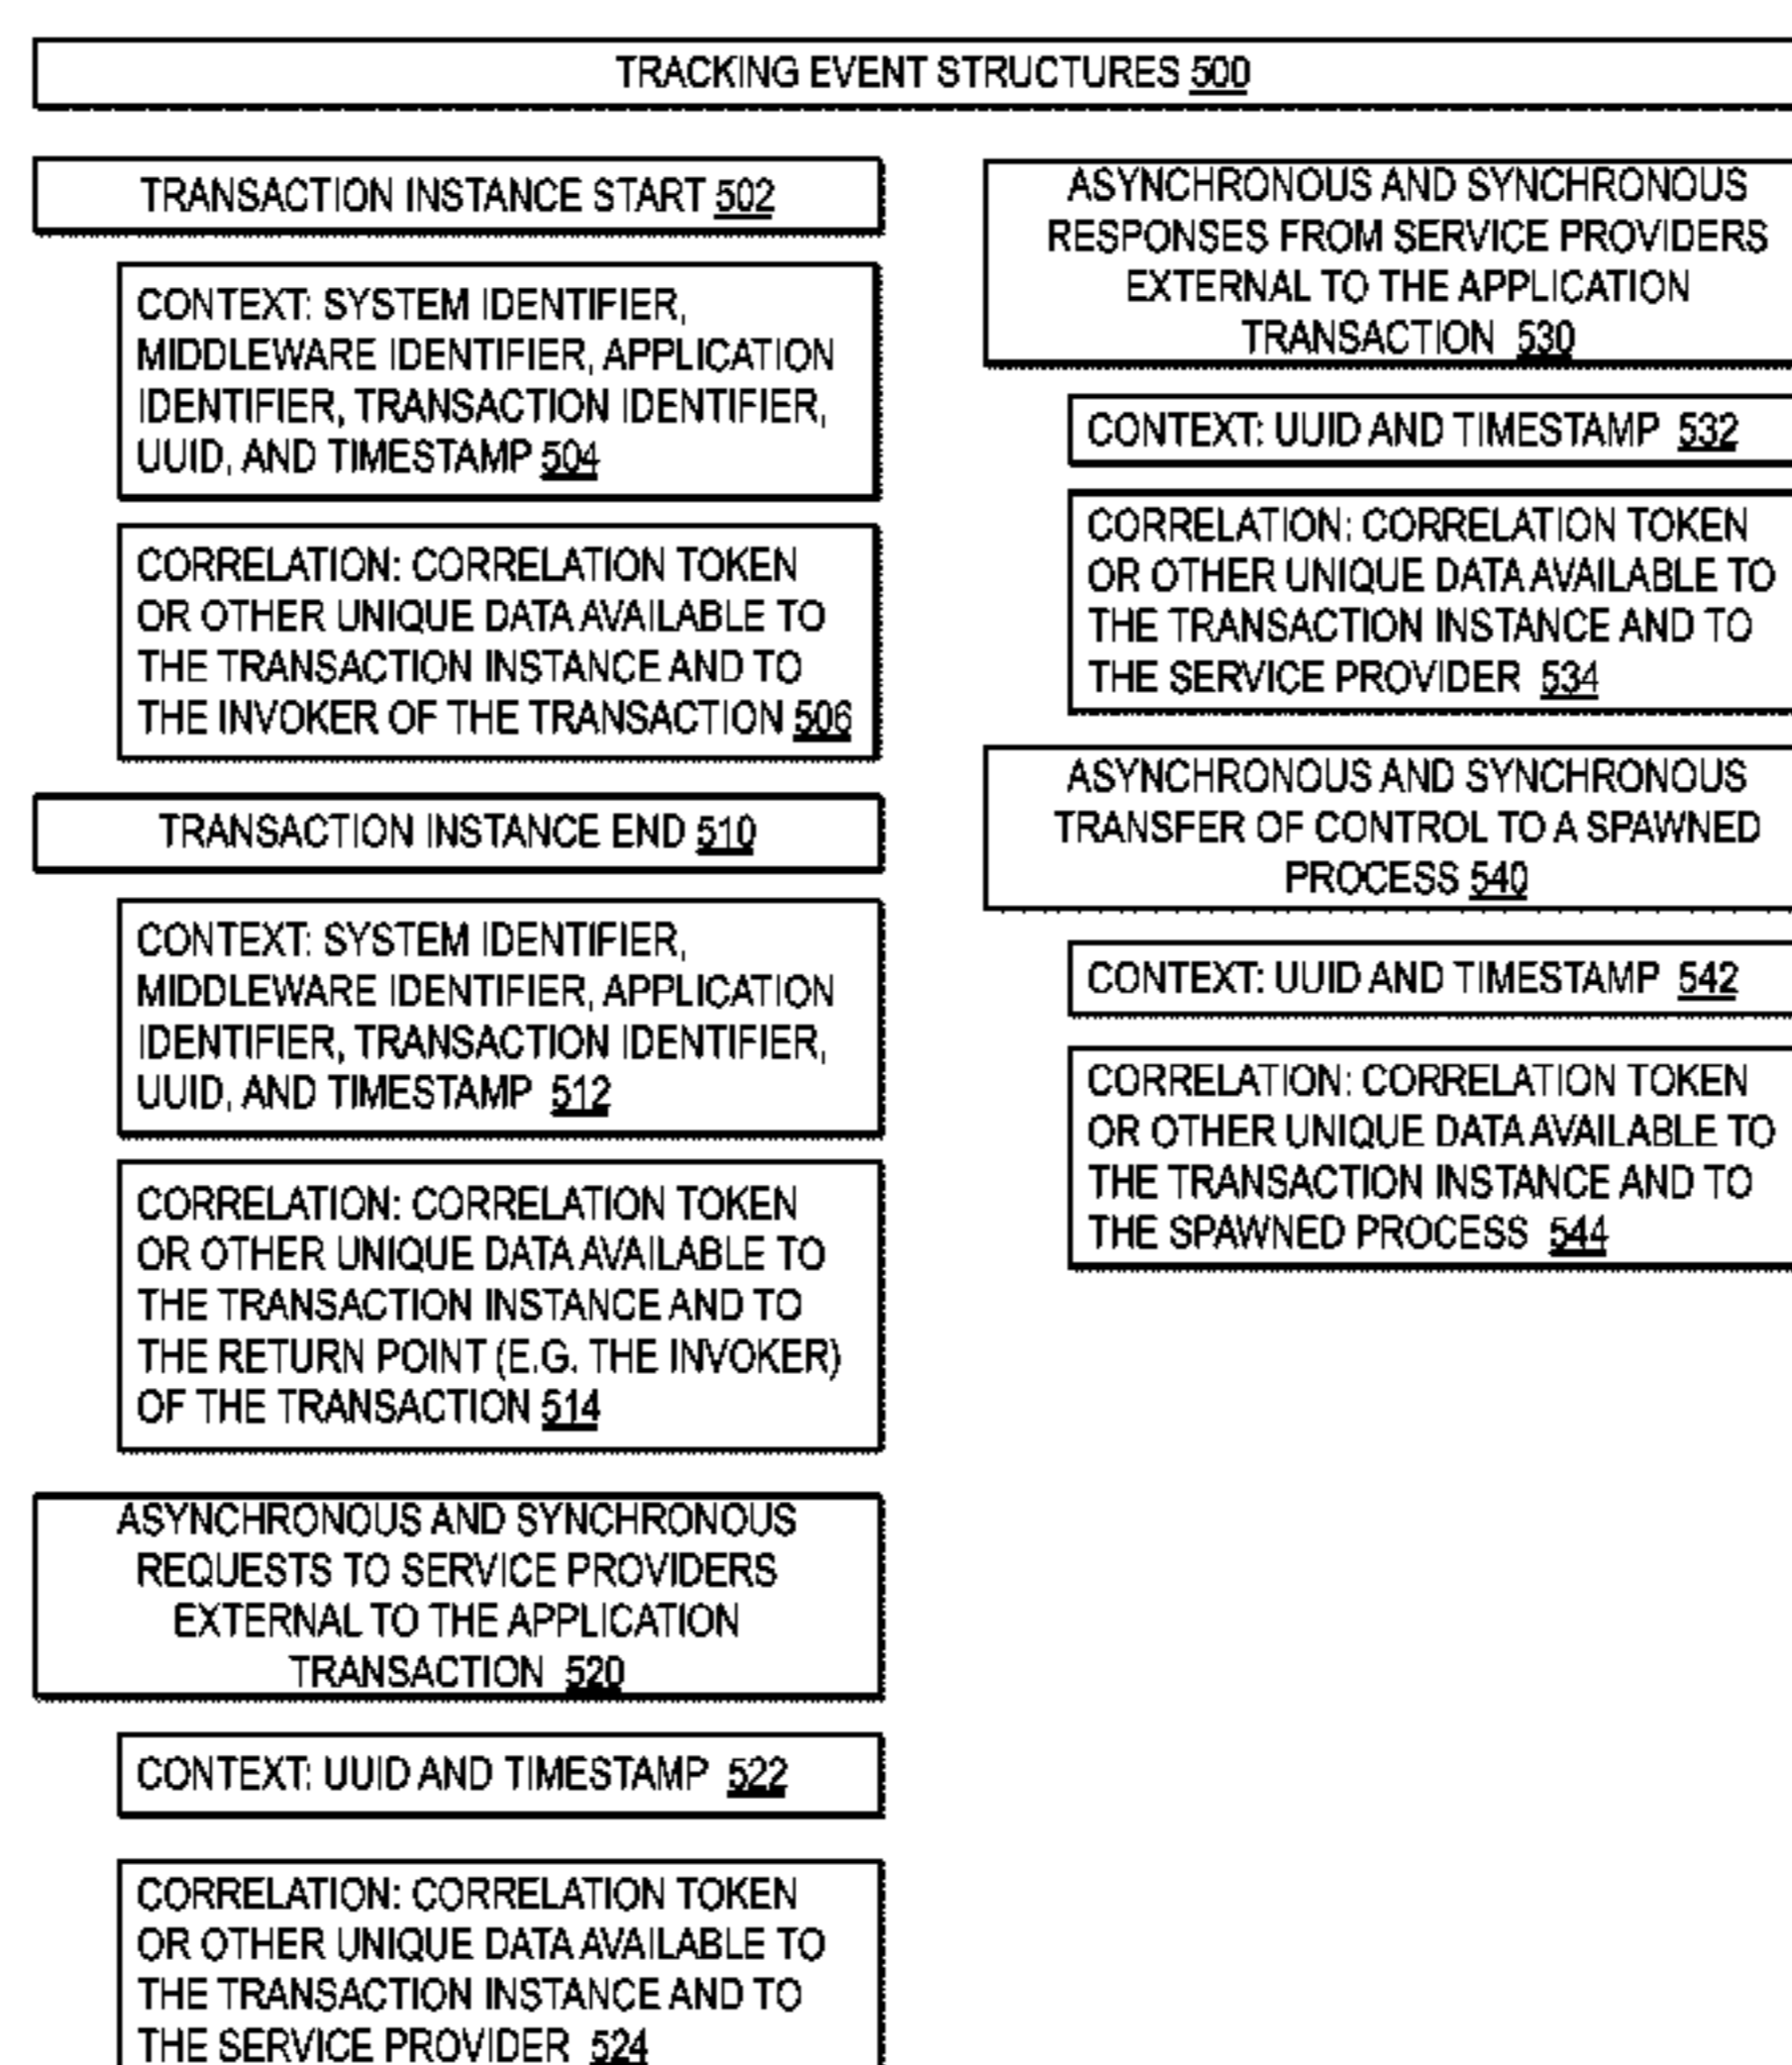 TRACKING EVENT STRUCTURES 500
TRANSACTION INSTANCE START 502
CONTEXT: SYSTEM IDENTIFIER,
MIDDLEWARE IDENTIFIER, APPLICATION
IDENTIFIER, TRANSACTION IDENTIFIER,
UUID, AND TIMESTAMP 504
CORRELATION: CORRELATION TOKEN
OR OTHER UNIQUE DATA AVAILABLE TO
THE TRANSACTION INSTANCE AND TO
THE INVOKER OF THE TRANSACTION 506
TRANSACTION INSTANCE END 510
CONTEXT: SYSTEM IDENTIFIER,
MIDDLEWARE IDENTIFIER, APPLICATION
IDENTIFIER, TRANSACTION IDENTIFIER,
UUID, AND TIMESTAMP 512
CORRELATION: CORRELATION TOKEN
OR OTHER UNIQUE DATA AVAILABLE TO
THE TRANSACTION INSTANCE AND TO
THE RETURN POINT (E.G. THE INVOKER)
OF THE TRANSACTION 514
ASYNCHRONOUS AND SYNCHRONOUS
REQUESTS TO SERVICE PROVIDERS
EXTERNAL TO THE APPLICATION
TRANSACTION 520
CONTEXT: UUID AND TIMESTAMP 522
CORRELATION: CORRELATION TOKEN
OR OTHER UNIQUE DATA AVAILABLE TO
THE TRANSACTION INSTANCE AND TO
THE SERVICE PROVIDER 524
ASYNCHRONOUS AND SYNCHRONOUS
RESPONSES FROM SERVICE PROVIDERS
EXTERNAL TO THE APPLICATION
TRANSACTION 530
CONTEXT: UUID AND TIMESTAMP 532
CORRELATION: CORRELATION TOKEN
OR OTHER UNIQUE DATA AVAILABLE TO
THE TRANSACTION INSTANCE AND TO
THE SERVICE PROVIDER 534
ASYNCHRONOUS AND SYNCHRONOUS
TRANSFER OF CONTROL TO A SPAWNED
PROCESS 540
CONTEXT: UUID AND TIMESTAMP 542
CORRELATION: CORRELATION TOKEN
OR OTHER UNIQUE DATA AVAILABLE TO
THE TRANSACTION INSTANCE AND TO
THE SPAWNED PROCESS 544